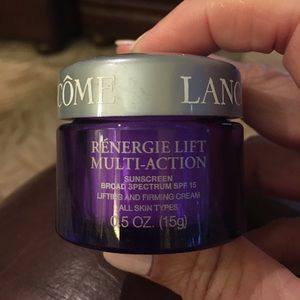 CÔME LANC
RÉNERGIE LIFT
MULTI-ACTION
SUNSCREEN
BROAD SPECTRUM SPF 15
LIFTING AND FIRMING CREAM
ALL SKIN TYPES
0.5 OZ. (15g)